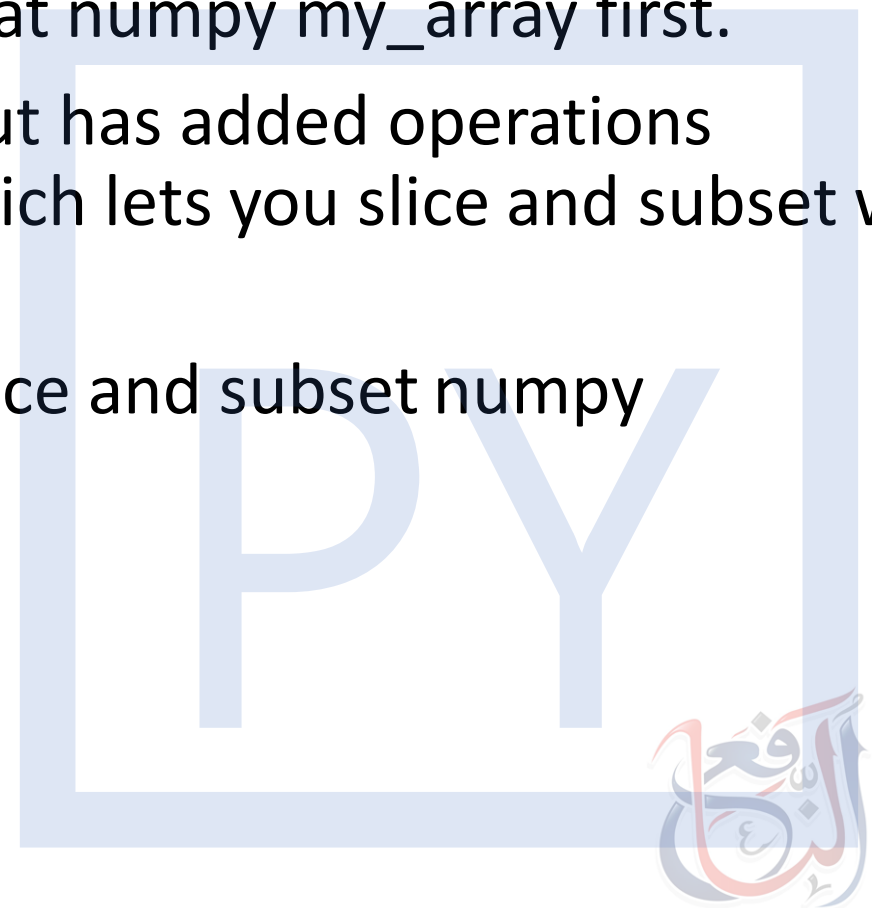 at numpy my_array first.
ut has added operations
ich lets you slice and subset
ce and subset numpy
PY